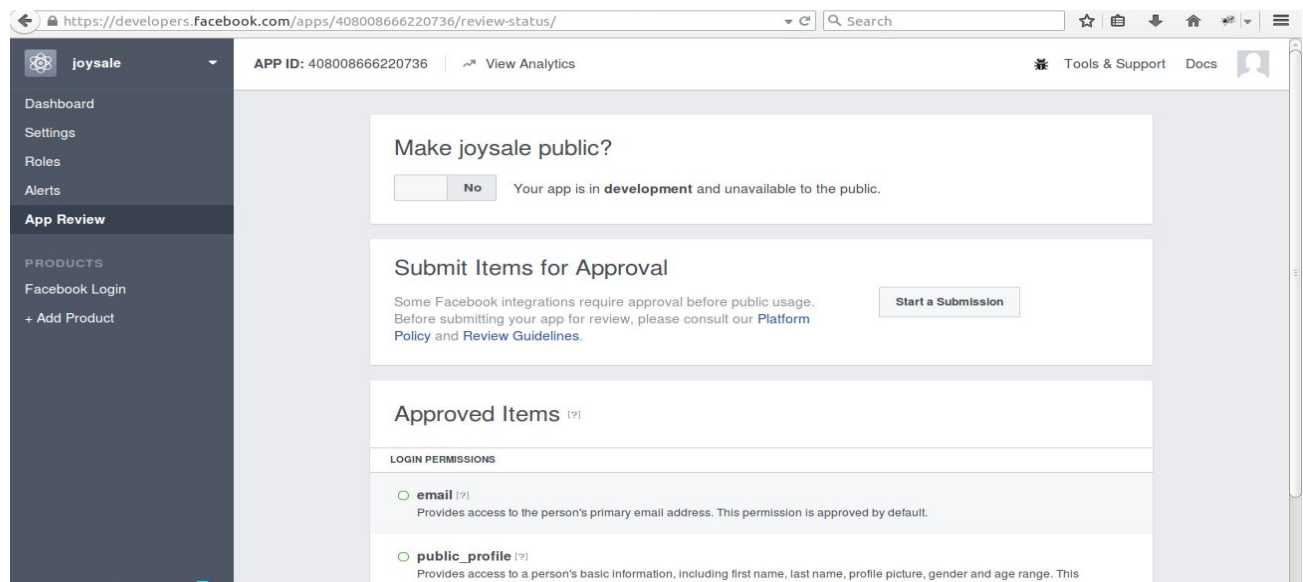 https://developers.facebook.com/apps/408008666220736/review-status/
Search
joysale
APP ID: 408008666220736
View Analytics
Tools & Support
Docs
Dashboard
Settings
Roles
Alerts
App Review
PRODUCTS
Facebook Login
+ Add Product
Make joysale public?
No
Your app is in development and unavailable to the public.
Submit Items for Approval
Some Facebook integrations require approval before public usage.
Before submitting your app for review, please consult our Platform
Policy and Review Guidelines.
Start a Submission
Approved Items [?]
LOGIN PERMISSIONS
email [?]
Provides access to the person's primary email address. This permission is approved by default.
public_profile [?]
Provides access to a person's basic information, including first name, last name, profile picture, gender and age range. This